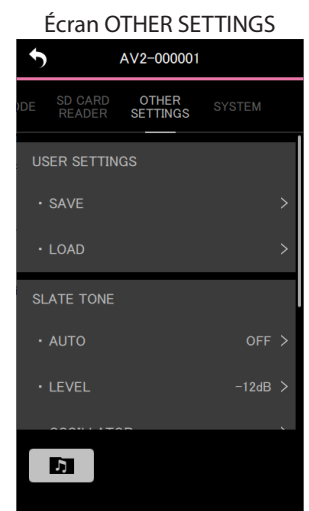 Écran OTHER SETTINGS
AV2-000001
DE
SD CARD
READER
OTHER
SETTINGS
SYSTEM
USER SETTINGS
・SAVE >
・LOAD >
SLATE TONE
・AUTO OFF >
・LEVEL -12dB >